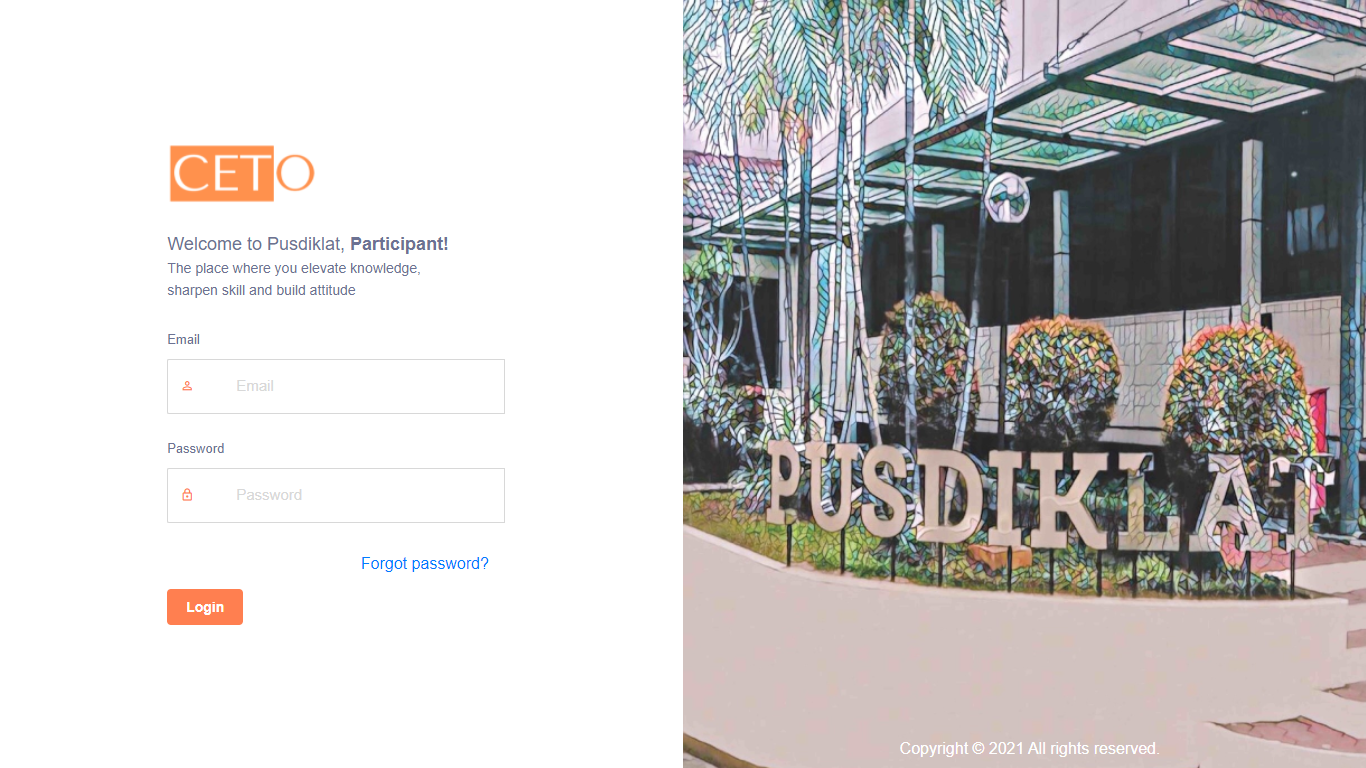 CETO
Welcome to Pusdiklat, Participant!
The place where you elevate knowledge,
sharpen skill and build attitude
Email
Email
Password
Password
Forgot password?
Login
PUSDIKLAT
Copyright © 2021 All rights reserved.